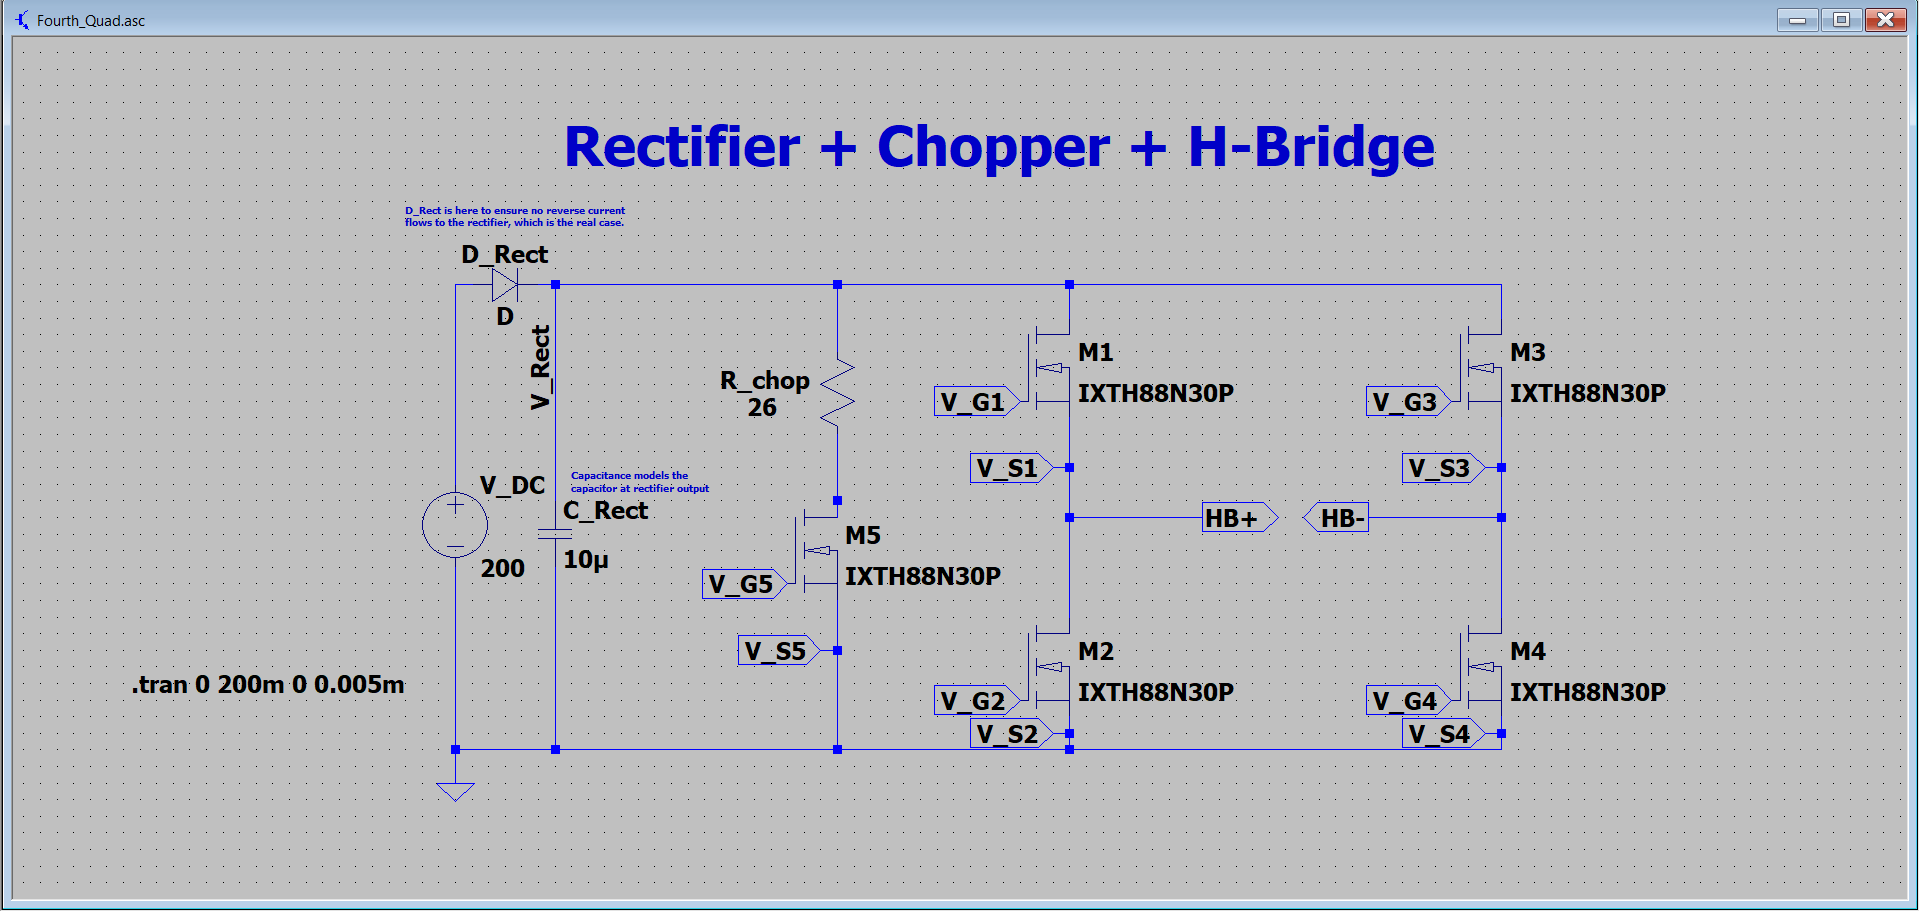 Fourth_Quad.asc
Rectifier + Chopper + H-Bridge
D_Rect is here to ensure no reverse current
flows to the rectifier, which is the real case.
D_Rect
D
V_Rect
R_chop
26
M1
IXTH88N30P
V_G1
M3
IXTH88N30P
V_G3
V_S1
V_S3
V_DC
200
Capacitance models the
capacitor at rectifier output
C_Rect
10µ
HB+
HB-
M5
IXTH88N30P
V_G5
V_S5
M2
IXTH88N30P
V_G2
V_S2
M4
IXTH88N30P
V_G4
V_S4
.tran 0 200m 0 0.005m